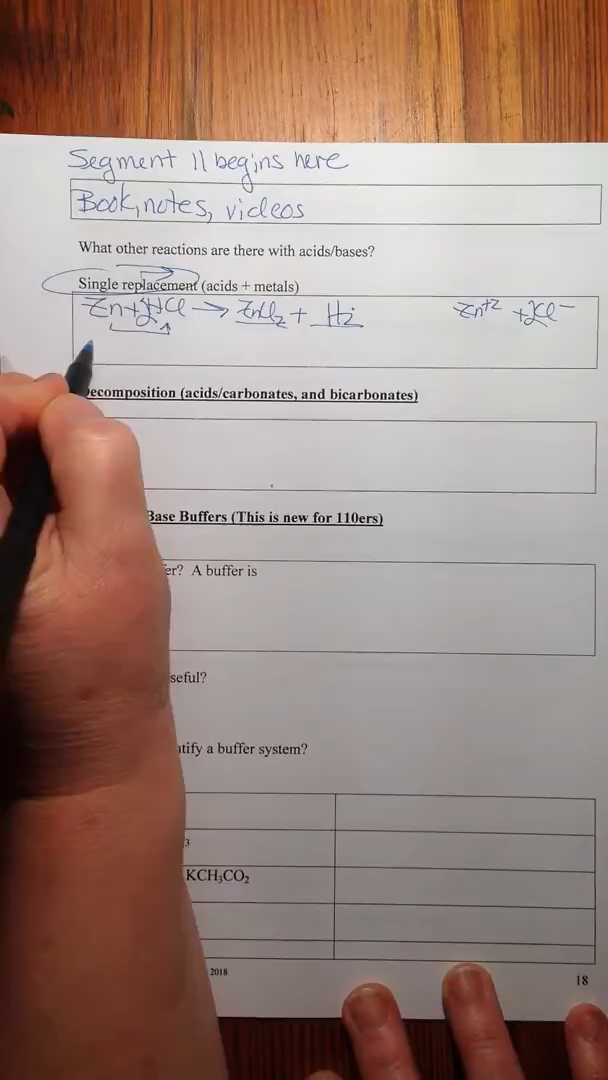 Segment 11 begins here
Book, notes, videos
What other reactions are there with acids/bases?
Single replacement (acids + metals)
Zn + 2HCl → ZnCl₂ + H₂ Zn⁺² + 2Cl⁻
ecomposition (acids/carbonates, and bicarbonates)
Base Buffers (This is new for 110ers)
er? A buffer is
seful?
ntify a buffer system?
3
KCH₃CO₂
2018
18